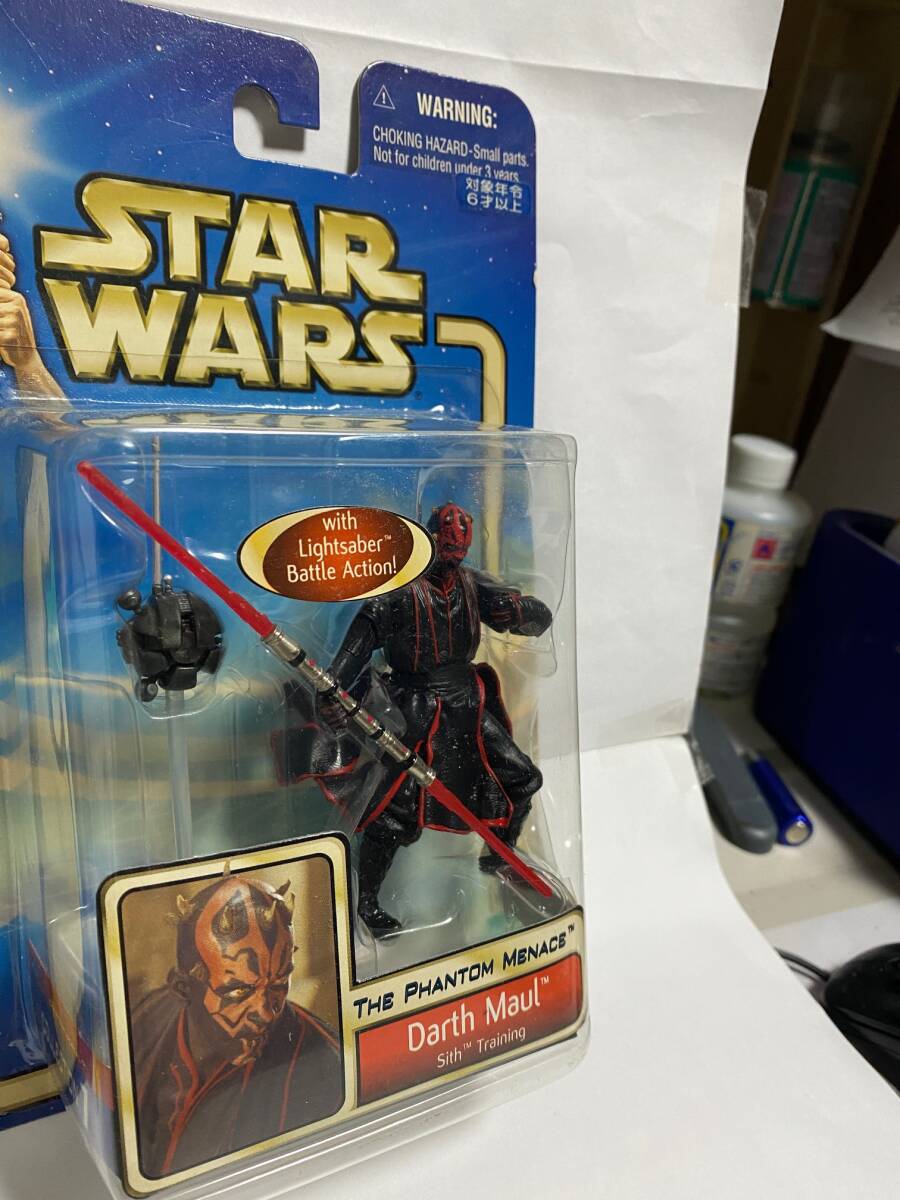 WARNING:
CHOKING HAZARD-Small parts.
Not for children under 3 years.
対象年令
6才以上
STAR
WARS
with
Lightsaber™
Battle Action!
THE PHANTOM MENACE™
Darth Maul™
Sith™ Training